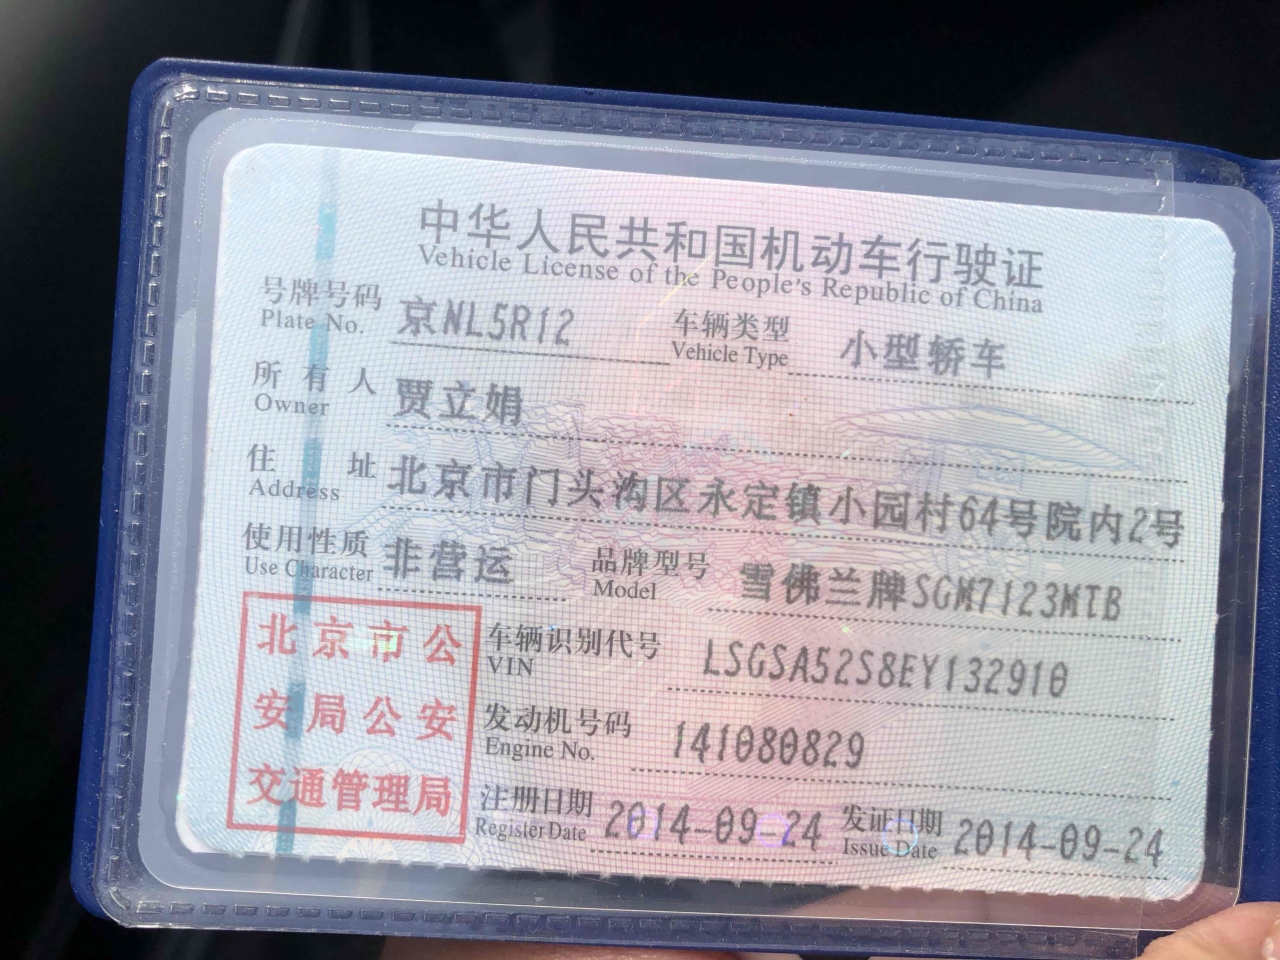 中华人民共和国机动车行驶证
Vehicle License of the People's Republic of China
号牌号码 京NL5R12 车辆类型 小型轿车
Plate No. Vehicle Type
所有人 贾立娟
Owner
住址 北京市门头沟区永定镇小园村64号院内2号
Address
使用性质 非营运 品牌型号 雪佛兰牌SGM7123MTB
Use Character Model
北京市公安局公安交通管理局
车辆识别代号 LSGSA52S8EY132910
VIN
发动机号码 141080829
Engine No.
注册日期 2014-09-24 发证日期 2014-09-24
Register Date Issue Date